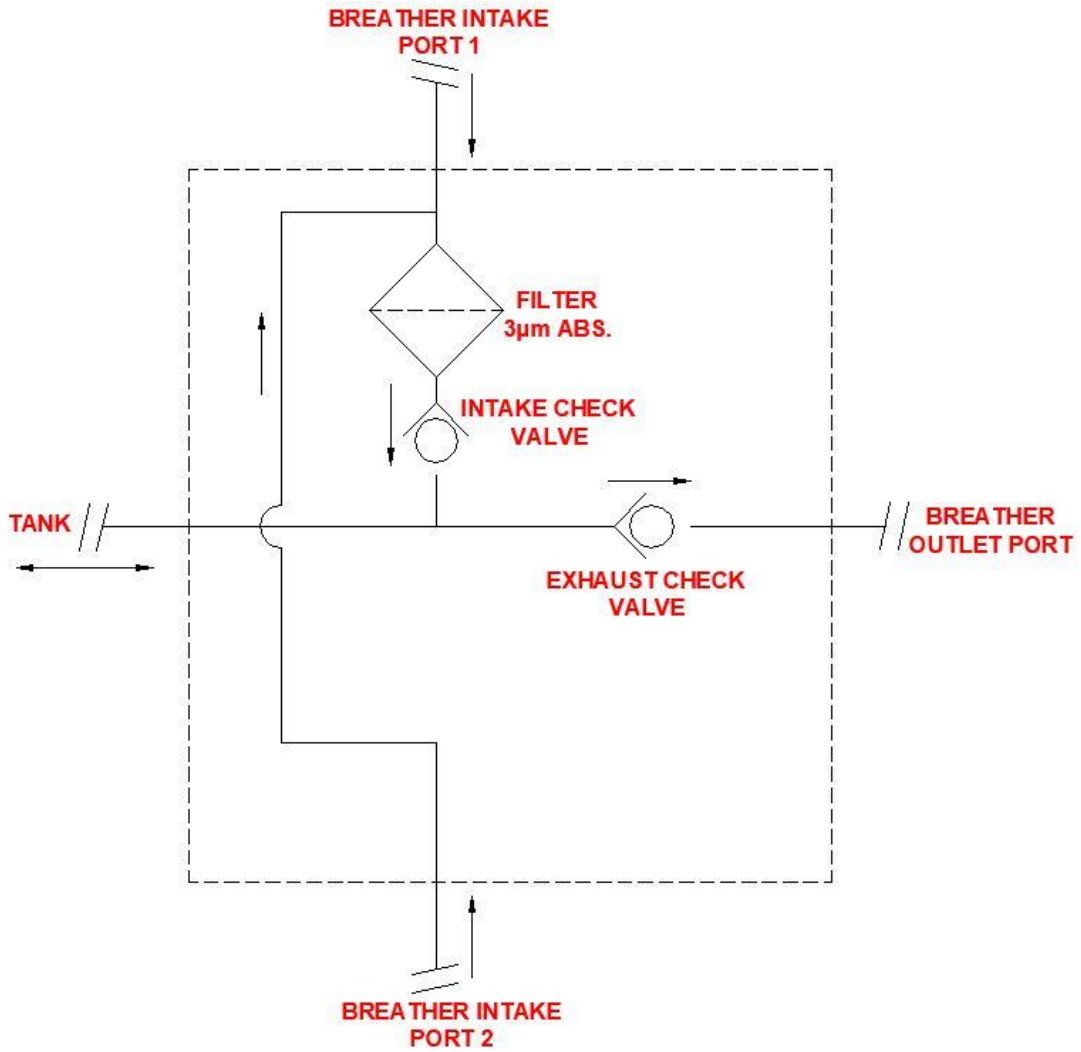 BREATHER INTAKE
PORT 1
FILTER
3µm ABS.
INTAKE CHECK
VALVE
TANK
BREATHER
OUTLET PORT
EXHAUST CHECK
VALVE
BREATHER INTAKE
PORT 2